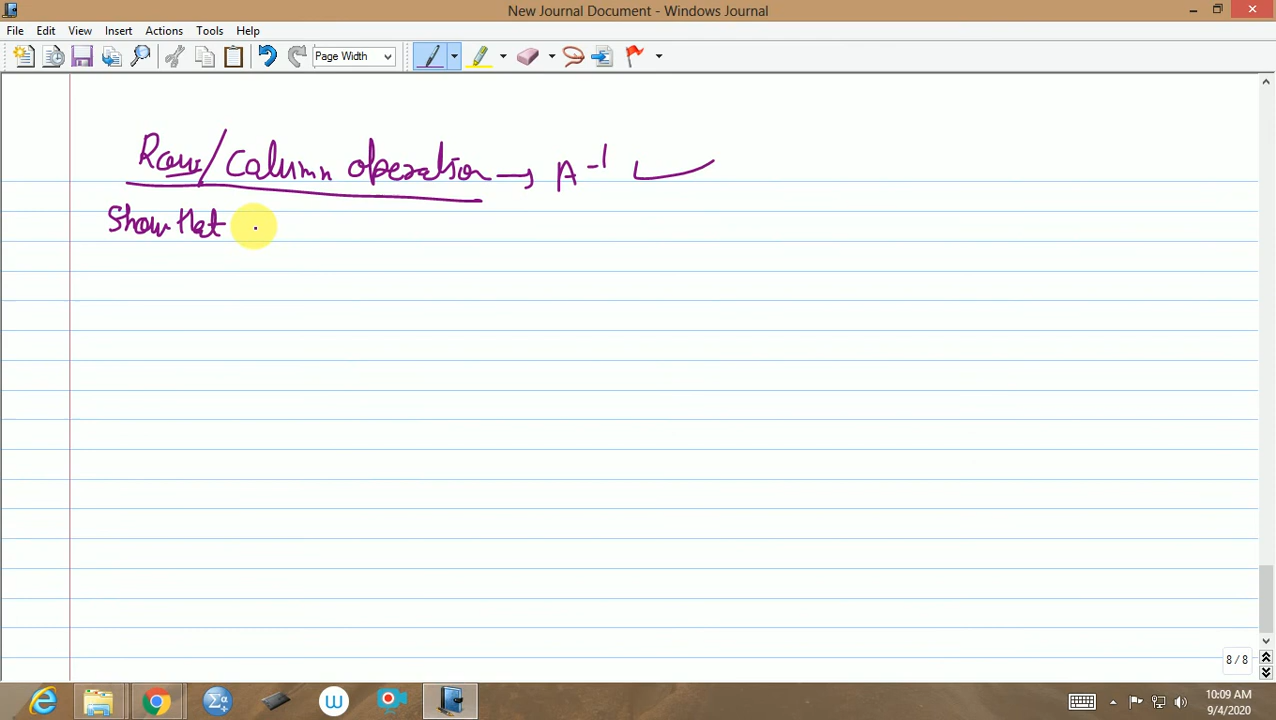 New Journal Document - Windows Journal
File Edit View Insert Actions Tools Help
Page Width
Row/Column operation → A⁻¹
Show that
8 / 8
10:09 AM
9/4/2020